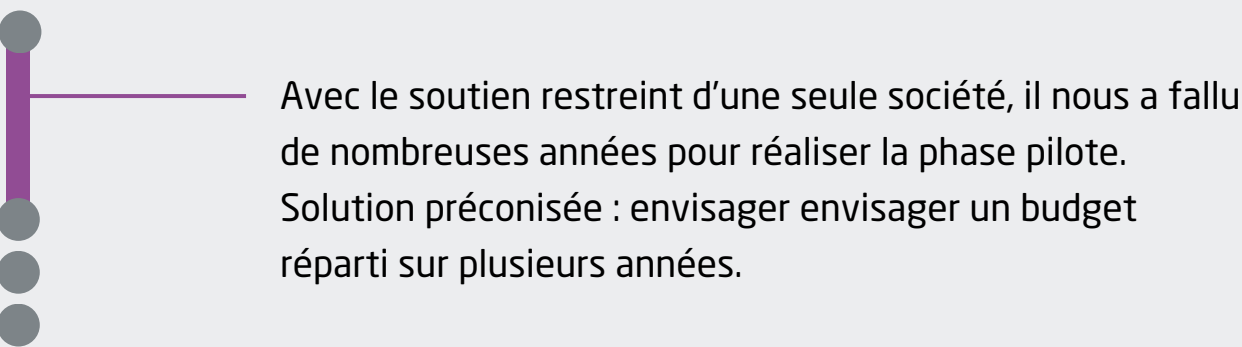 Avec le soutien restreint d'une seule société, il nous a fallu
de nombreuses années pour réaliser la phase pilote.
Solution préconisée : envisager envisager un budget
réparti sur plusieurs années.